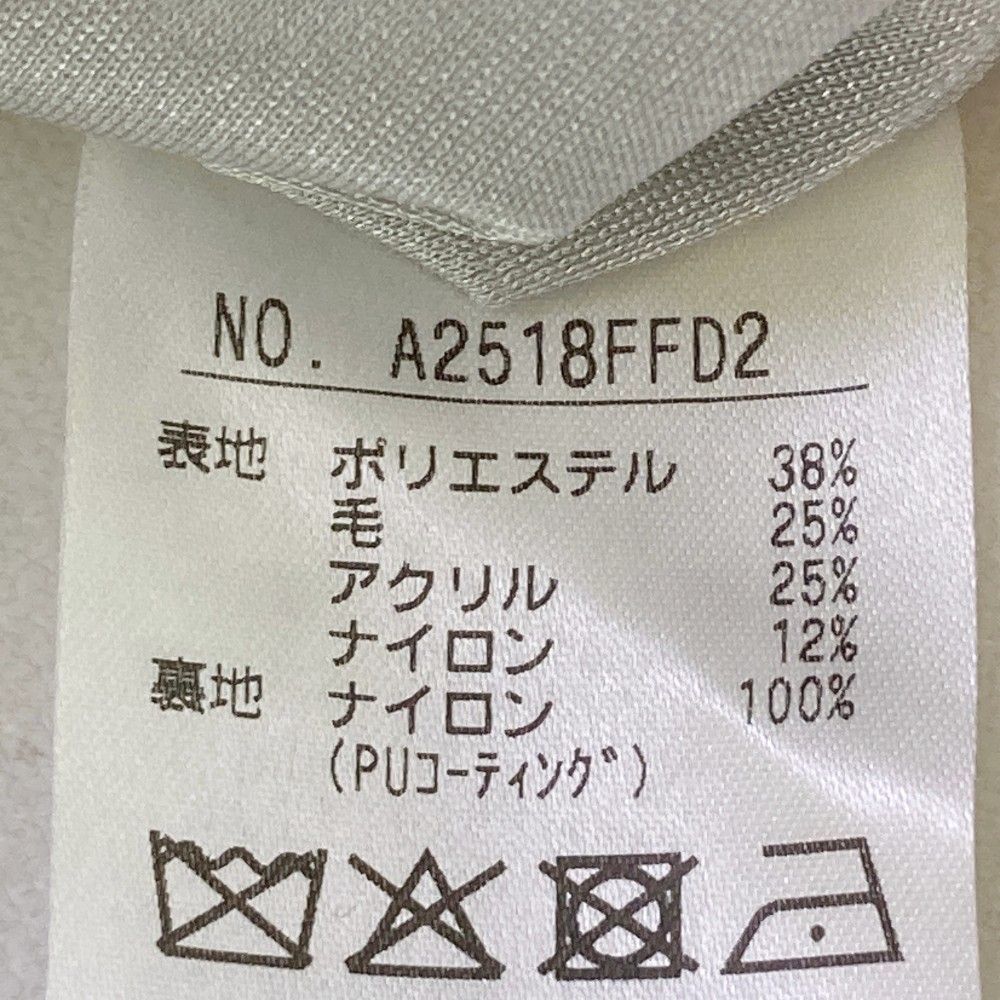 NO. A2518FFD2
表地 ポリエステル 38%
毛 25%
アクリル 25%
ナイロン 12%
裏地 ナイロン 100%
(PUコーティング)